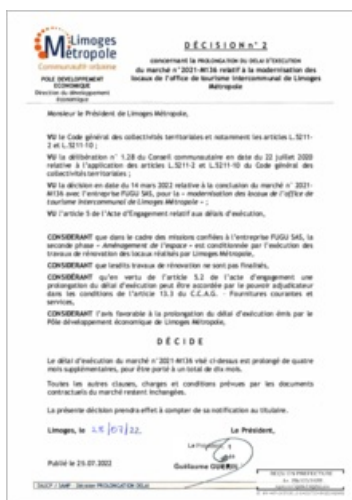 Limoges
Métropole
Communauté urbaine
PÔLE DÉVELOPPEMENT
ÉCONOMIQUE
Direction du développement
économique
DÉCISION n° 2
concernant la PROLONGATION DU DELAI D'EXECUTION
du marché n°2021-M136 relatif à la modernisation des
locaux de l'office de tourisme intercommunal de Limoges
Métropole
Monsieur le Président de Limoges Métropole,
VU le Code général des collectivités territoriales et notamment les articles L.5211-
2 et L.5211-10 ;
VU la délibération n° 1.28 du Conseil communautaire en date du 22 juillet 2020
relative à l'application des articles L.5211-2 et L.5211-10 du Code général des
collectivités territoriales ;
VU la décision en date du 14 mars 2022 relative à la conclusion du marché n° 2021-
M136 avec l'entreprise FUGU SAS, pour la « modernisation des locaux de l'office de
tourisme intercommunal de Limoges Métropole » ;
VU l'article 5 de l'Acte d'Engagement relatif aux délais d'exécution,
CONSIDERANT que dans le cadre des missions confiées à l'entreprise FUGU SAS, la
seconde phase « Aménagement de l'espace » est conditionnée par l'exécution des
travaux de rénovation des locaux réalisés par Limoges Métropole,
CONSIDERANT que lesdits travaux de rénovation ne sont pas finalisés,
CONSIDERANT qu'en vertu de l'article 5.2 de l'acte d'engagement une
prolongation du délai d'exécution peut être accordée par le pouvoir adjudicateur
dans les conditions de l'article 13.3 du C.C.A.G. - Fournitures courantes et
services,
CONSIDERANT l'avis favorable à la prolongation du délai d'exécution émis par le
Pôle développement économique de Limoges Métropole,
DÉCIDE
Le délai d'exécution du marché n°2021-M136 visé ci-dessus est prolongé de quatre
mois supplémentaires, pour être porté à un total de dix mois.
Toutes les autres clauses, charges et conditions prévues par les documents
contractuels du marché restent inchangées.
La présente décision prendra effet à compter de sa notification au titulaire.
Limoges, le 28/07/22 Le Président,
Le Président
Publié le 25.07.2022 Guillaume GUERIN